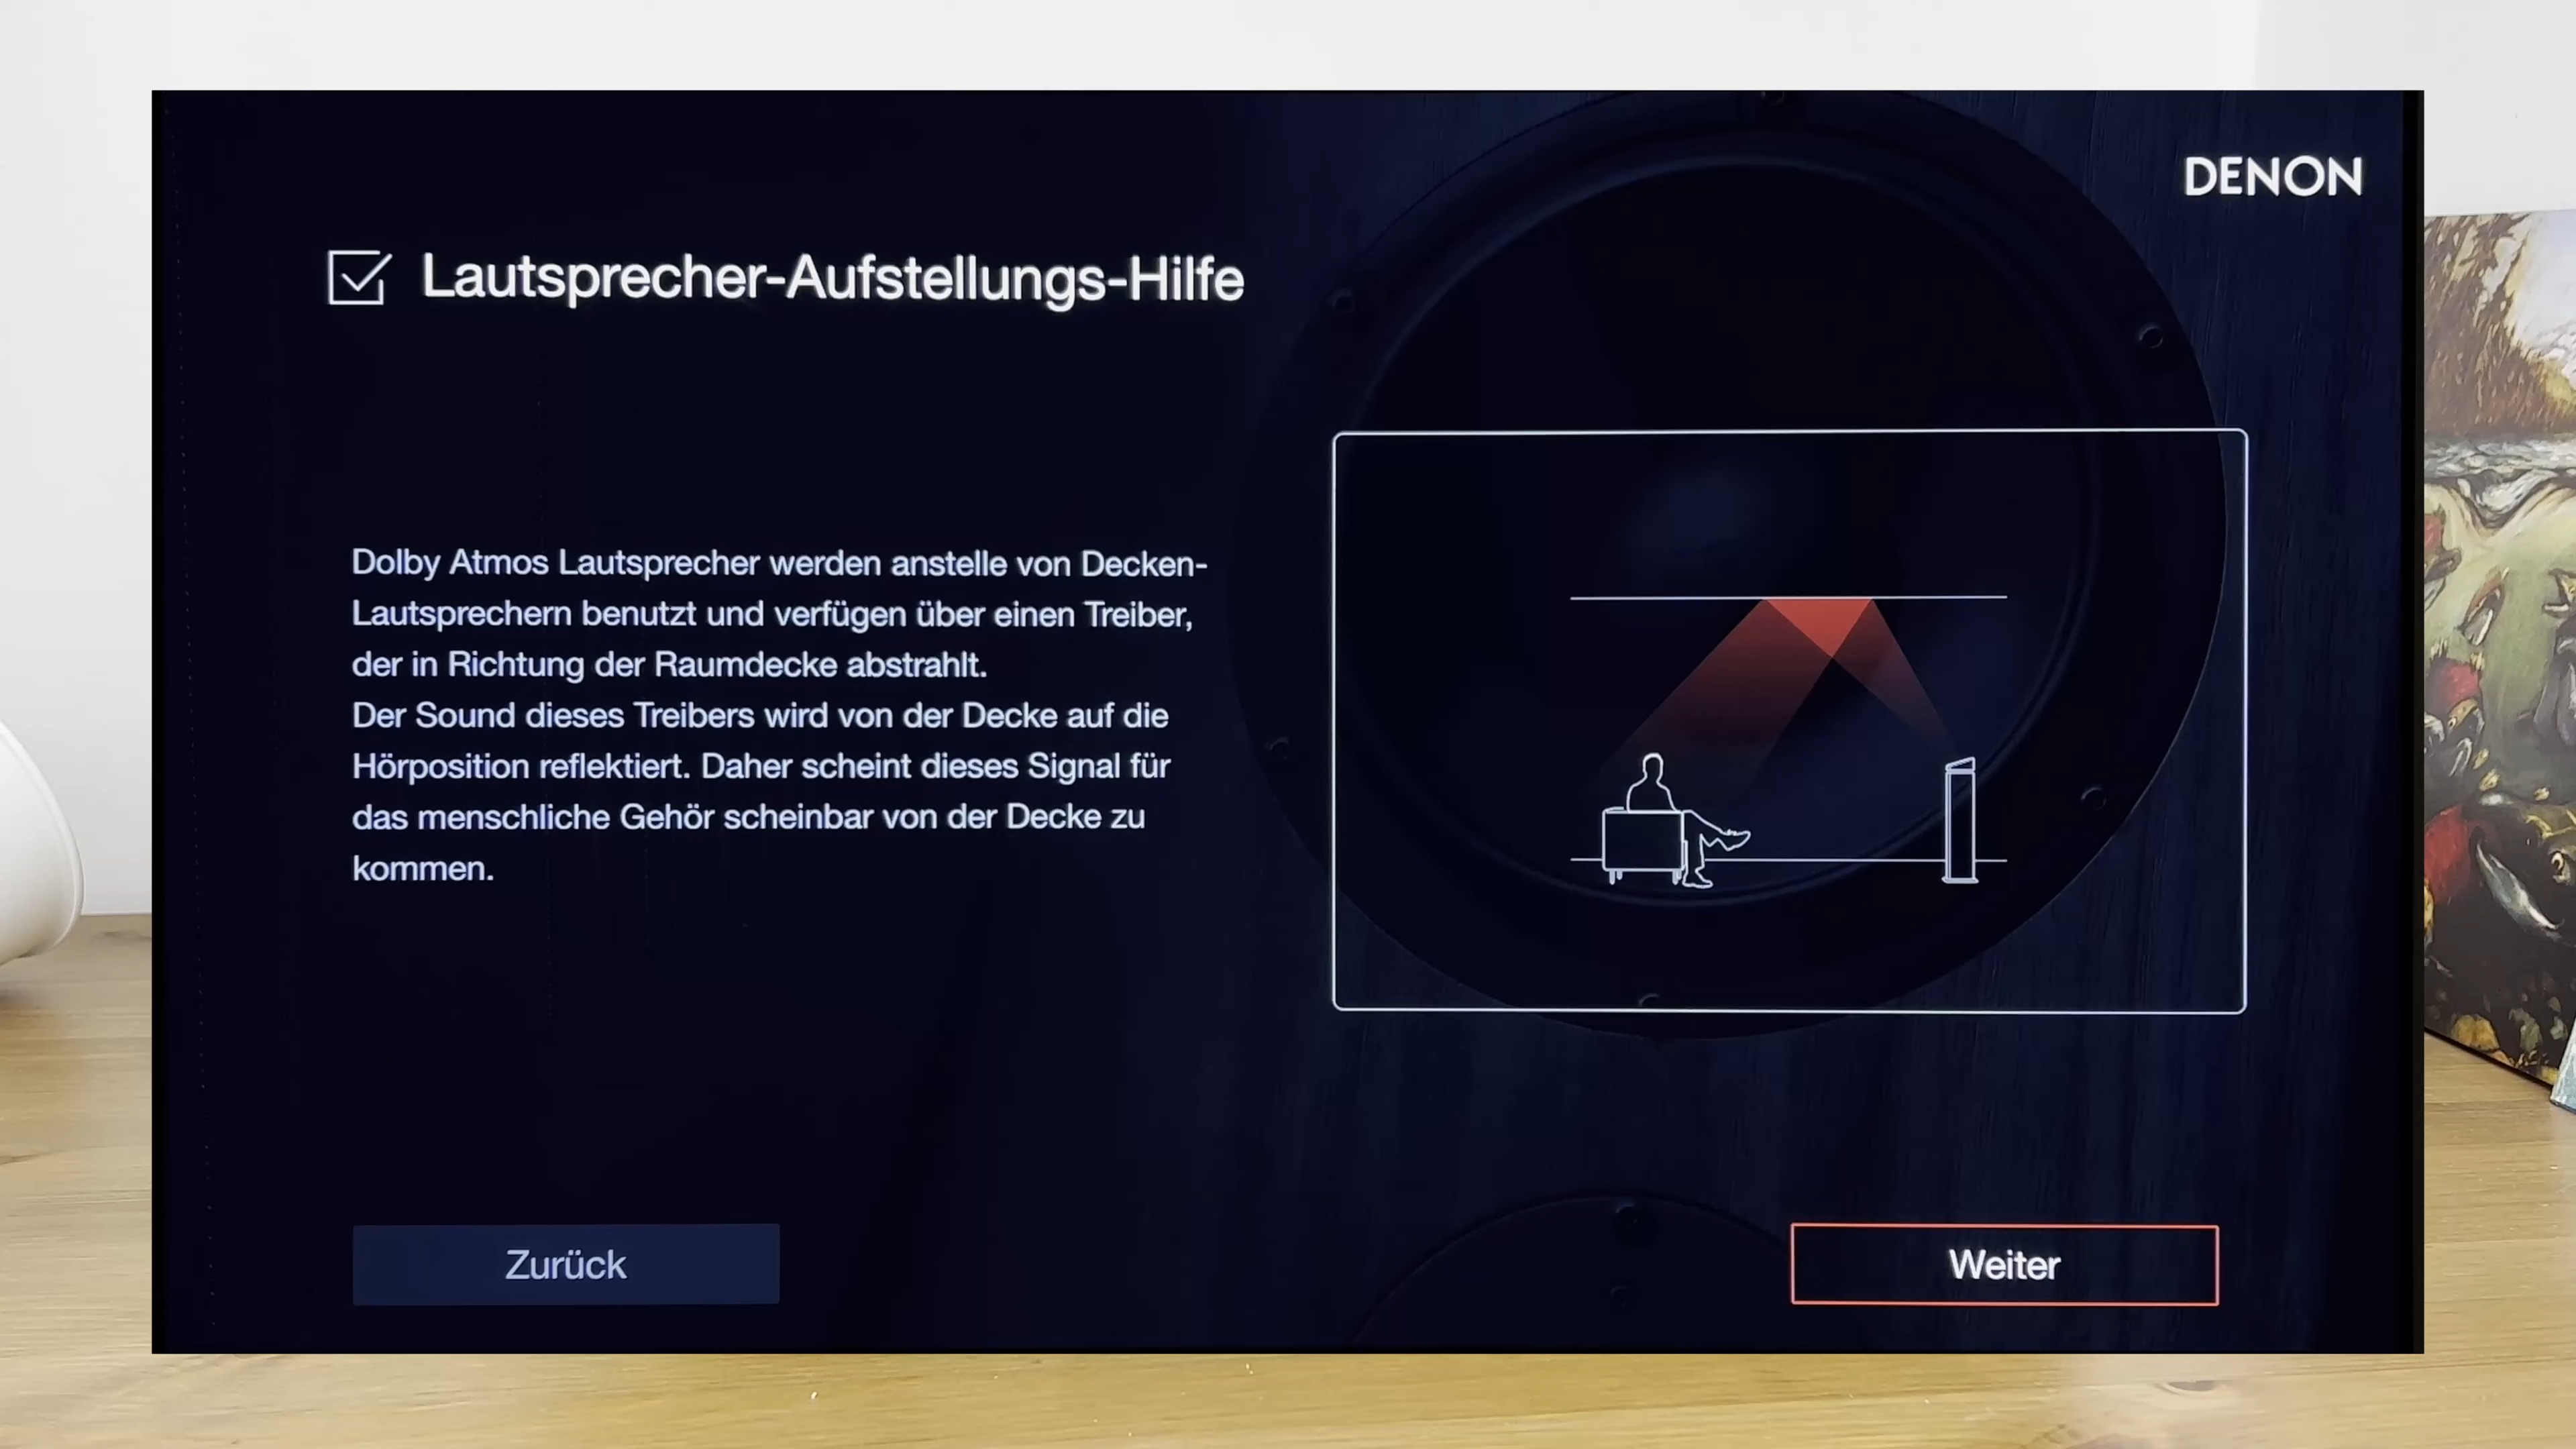 DENON
Lautsprecher-Aufstellungs-Hilfe
Dolby Atmos Lautsprecher werden anstelle von Decken-
Lautsprechern benutzt und verfügen über einen Treiber,
der in Richtung der Raumdecke abstrahlt.
Der Sound dieses Treibers wird von der Decke auf die
Hörposition reflektiert. Daher scheint dieses Signal für
das menschliche Gehör scheinbar von der Decke zu
kommen.
Zurück
Weiter